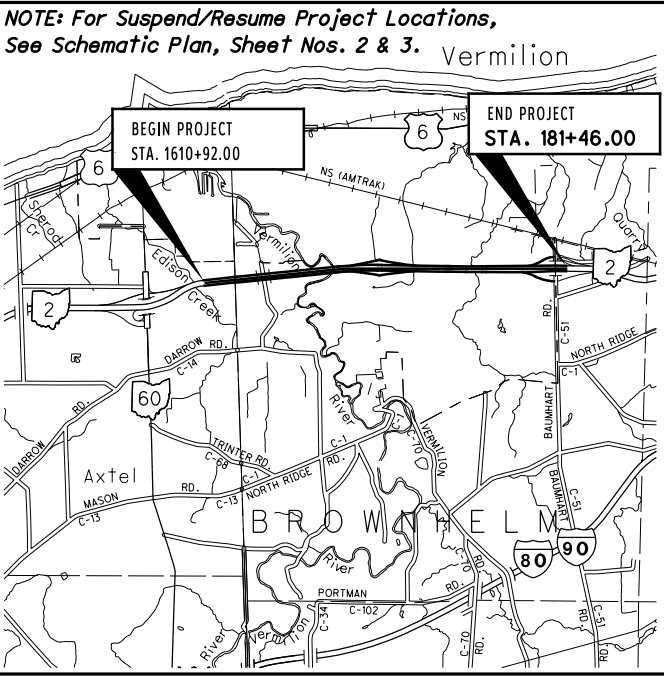 NOTE: For Suspend/Resume Project Locations,
See Schematic Plan, Sheet Nos. 2 & 3.
Vermilion
BEGIN PROJECT
STA. 1610+92.00
END PROJECT
STA. 181+46.00
NS
6
6
NS (AMTRAK)
Sherod
Cr
Edison
Creek
Vermilion
Quarr
2
2
RD.
C-51
DARROW RD.
C-14
NORTH RIDGE
C-1
60
River
BAUMHART
VERMILION
C-70
DARROW
RD.
TRINTER RD.
C-68
C-1
RD.
Axtel
C-1
C-13
NORTH RIDGE
MASON
RD.
C-13
BAUMHART
C-51
BROWNHELM
80
90
River
C-70
PORTMAN
RD.
C-102
C-34
Vermilion
River
RD.
C-70
RD.
C-51
RD.